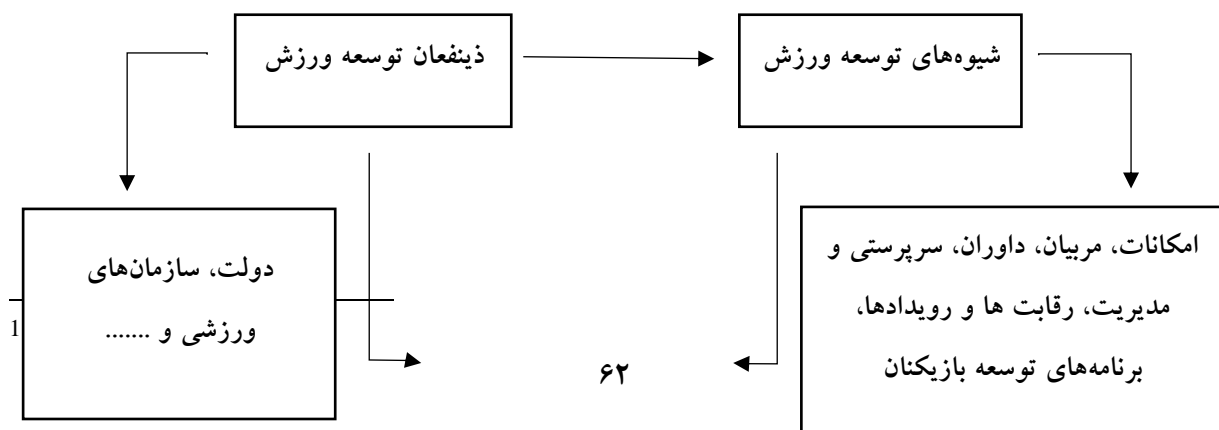 شیوه‌های توسعه ورزش
ذینفعان توسعه ورزش
امکانات، مربیان، داوران، سرپرستی و
مدیریت، رقابت ها و رویدادها،
برنامه‌های توسعه بازیکنان
دولت، سازمان‌های
ورزشی و .......
1
۶۲